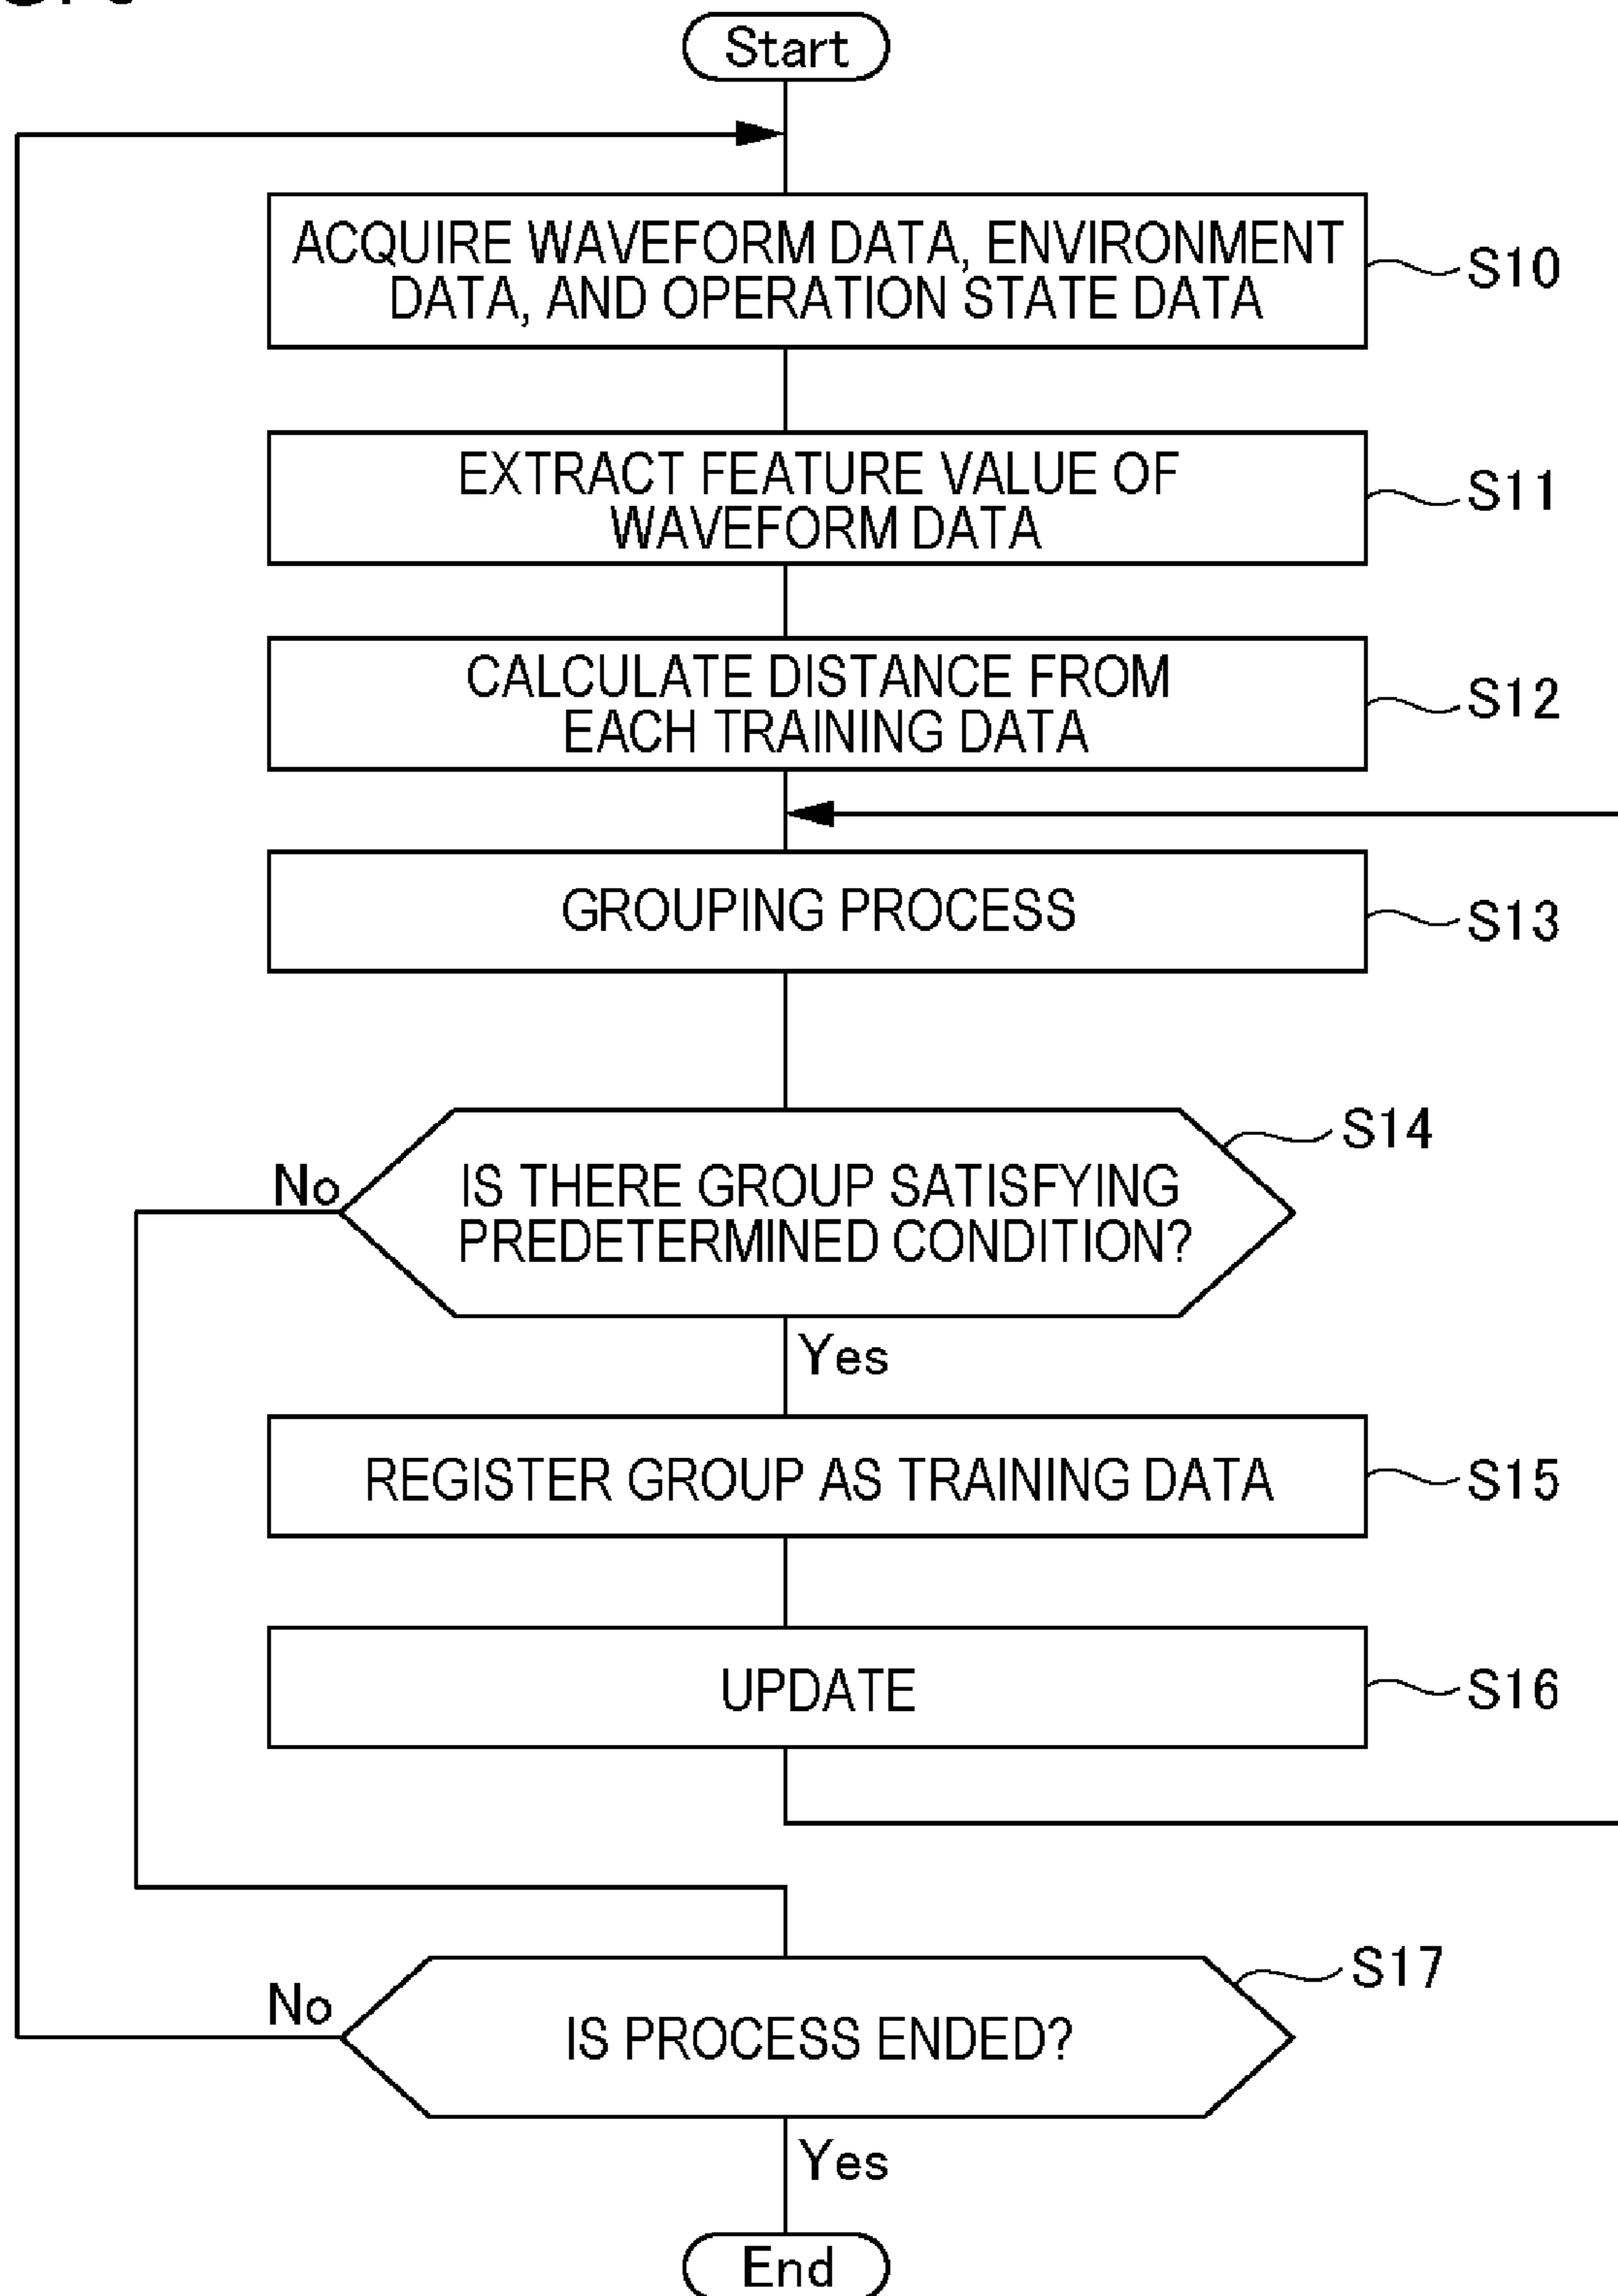 Start
ACQUIRE WAVEFORM DATA, ENVIRONMENT
DATA, AND OPERATION STATE DATA
S10
EXTRACT FEATURE VALUE OF
WAVEFORM DATA
S11
CALCULATE DISTANCE FROM
EACH TRAINING DATA
S12
GROUPING PROCESS
S13
S14
No
IS THERE GROUP SATISFYING
PREDETERMINED CONDITION?
Yes
REGISTER GROUP AS TRAINING DATA
S15
UPDATE
S16
S17
No
IS PROCESS ENDED?
Yes
End